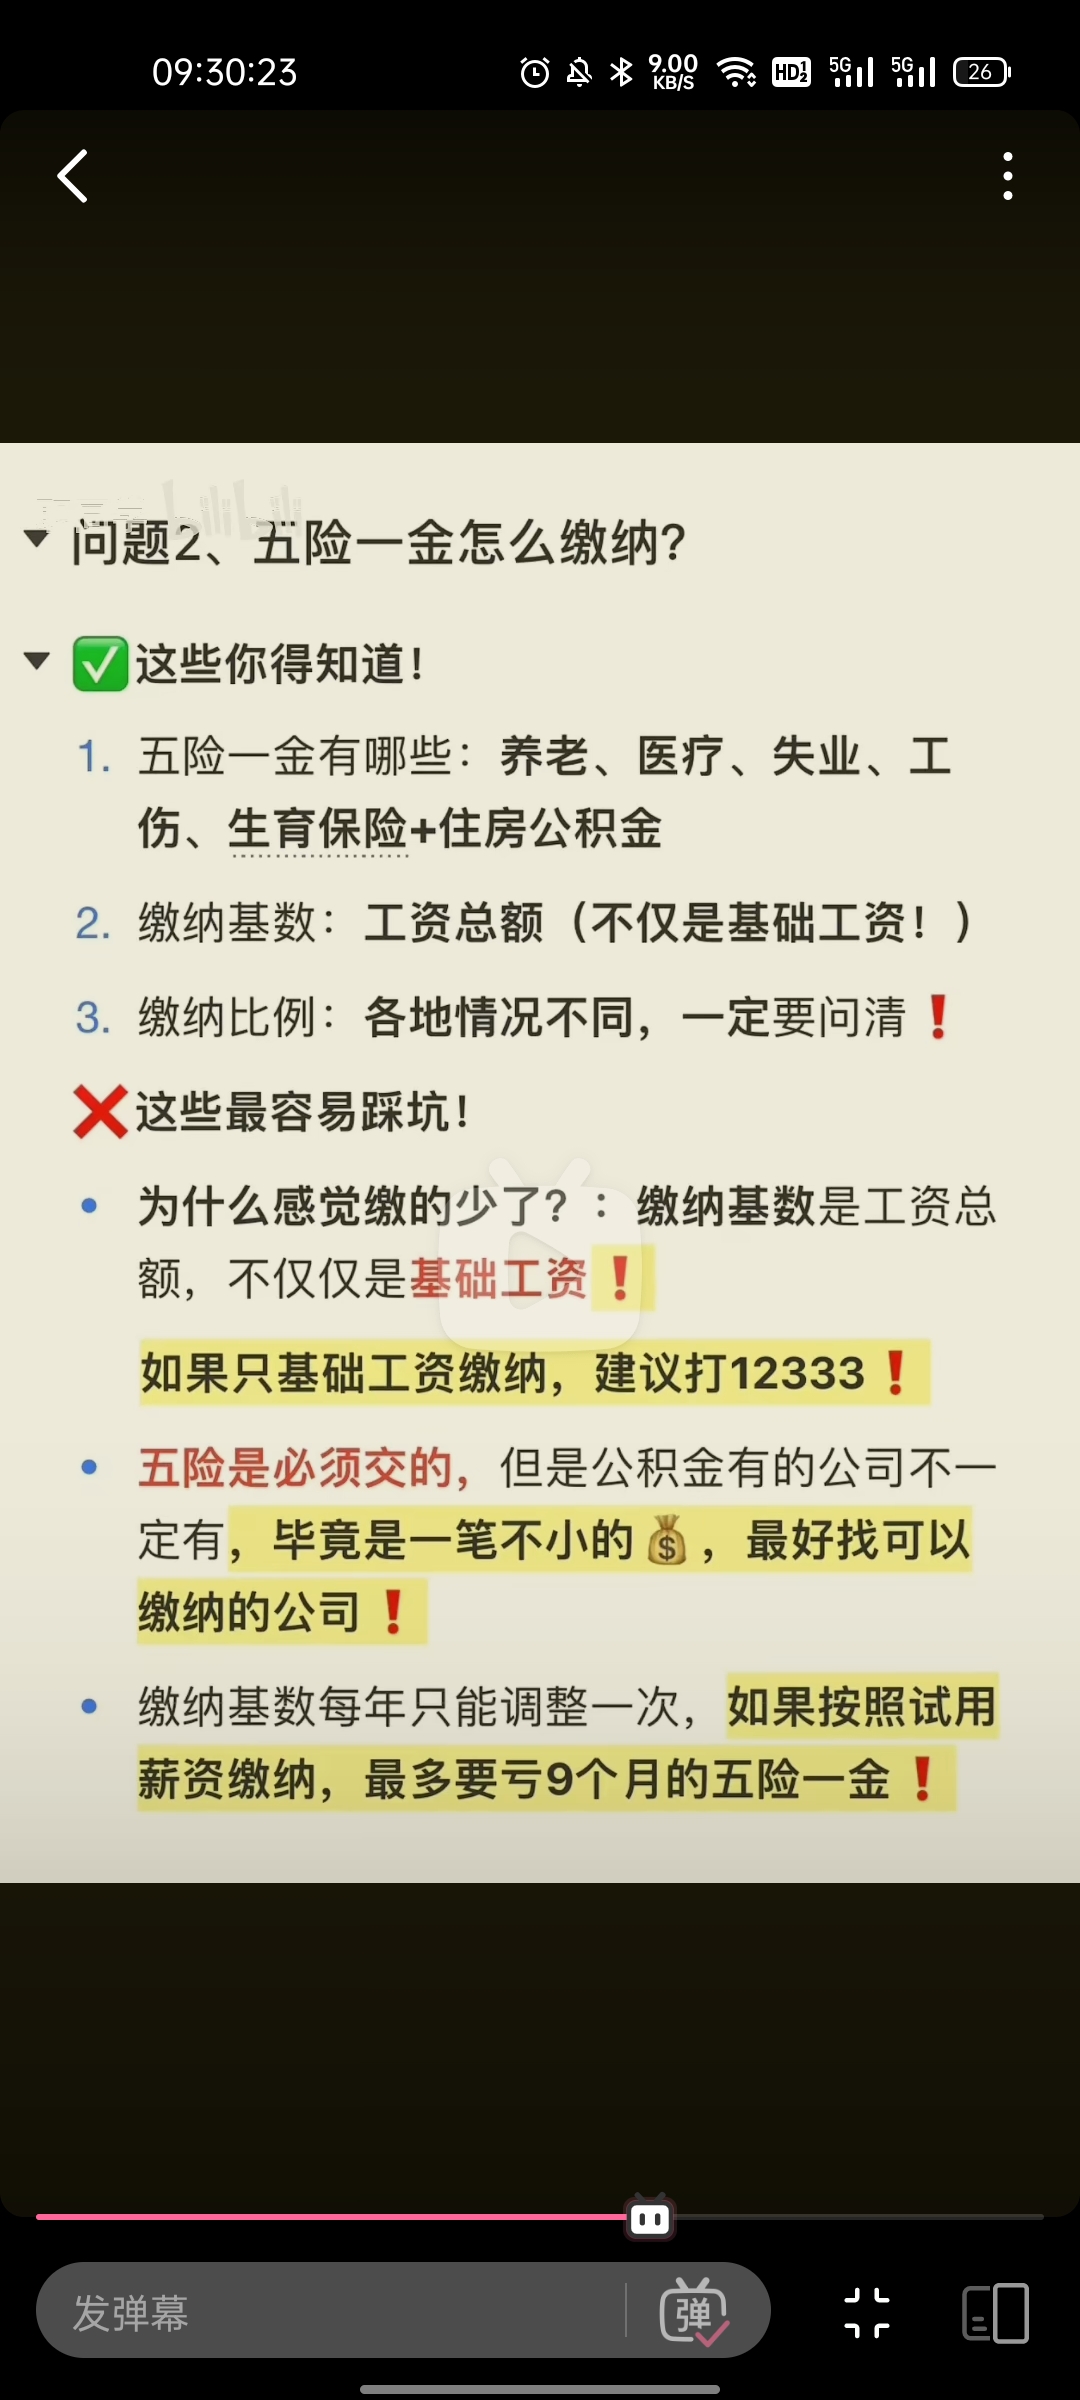 09:30:23
9.00
KB/S
HD 1 2
5G
5G
26
问题2、五险一金怎么缴纳?
✅这些你得知道！
1. 五险一金有哪些：养老、医疗、失业、工
伤、生育保险+住房公积金
2. 缴纳基数：工资总额（不仅是基础工资！）
3. 缴纳比例：各地情况不同，一定要问清❗
❌这些最容易踩坑！
• 为什么感觉缴的少了？：缴纳基数是工资总
额，不仅仅是基础工资❗
如果只基础工资缴纳，建议打12333❗
• 五险是必须交的，但是公积金有的公司不一
定有，毕竟是一笔不小的💰，最好找可以
缴纳的公司❗
• 缴纳基数每年只能调整一次，如果按照试用
薪资缴纳，最多要亏9个月的五险一金❗
发弹幕
弹